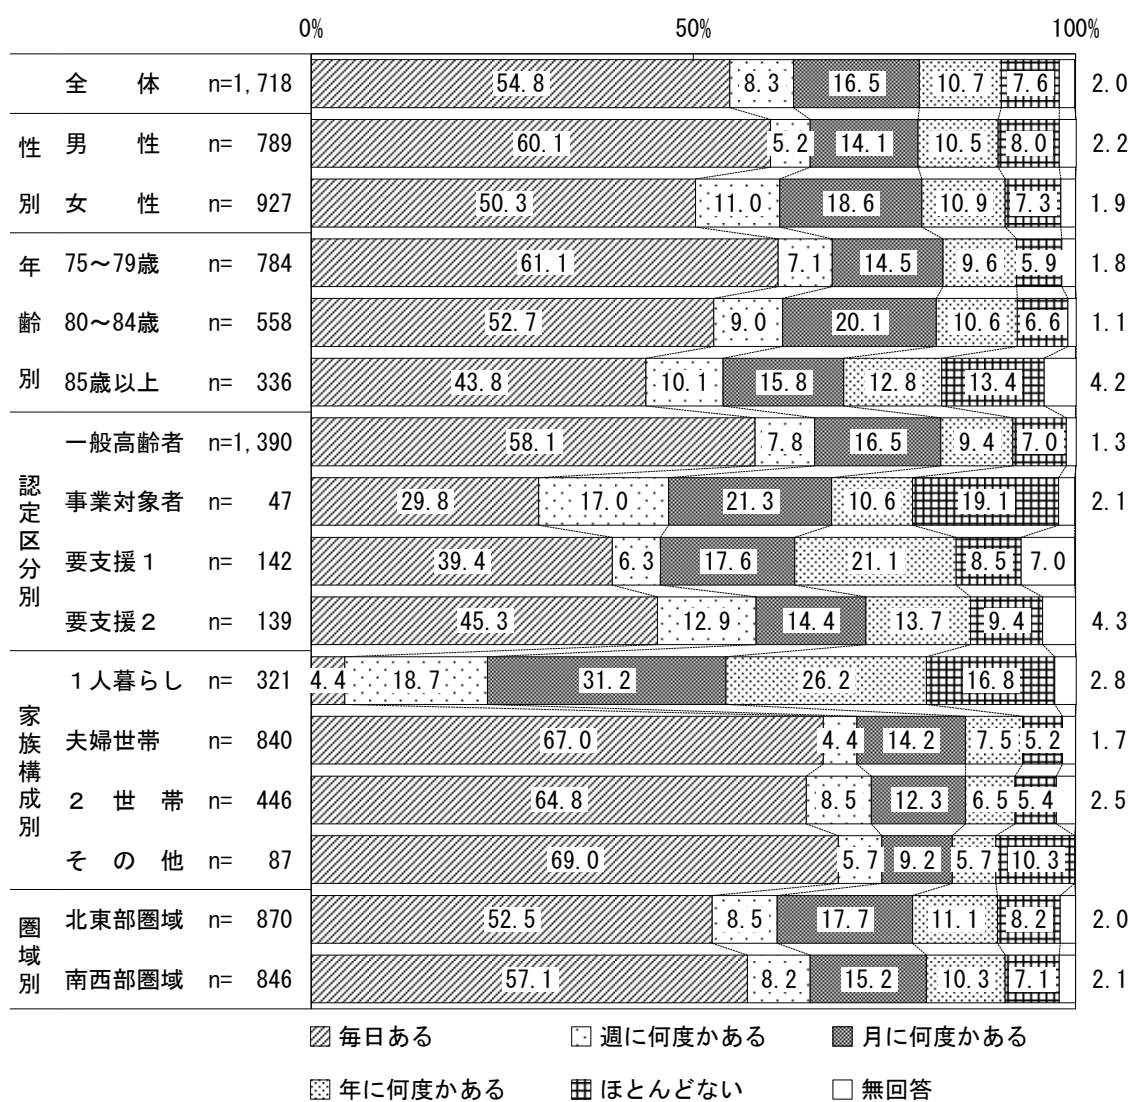 0% 50% 100%
全 体 n=1,718 54.8 8.3 16.5 10.7 7.6 2.0
性別
男 性 n= 789 60.1 5.2 14.1 10.5 8.0 2.2
女 性 n= 927 50.3 11.0 18.6 10.9 7.3 1.9
年齢別
75～79歳 n= 784 61.1 7.1 14.5 9.6 5.9 1.8
80～84歳 n= 558 52.7 9.0 20.1 10.6 6.6 1.1
85歳以上 n= 336 43.8 10.1 15.8 12.8 13.4 4.2
認定区分別
一般高齢者 n=1,390 58.1 7.8 16.5 9.4 7.0 1.3
事業対象者 n= 47 29.8 17.0 21.3 10.6 19.1 2.1
要支援１ n= 142 39.4 6.3 17.6 21.1 8.5 7.0
要支援２ n= 139 45.3 12.9 14.4 13.7 9.4 4.3
家族構成別
１人暮らし n= 321 4.4 18.7 31.2 26.2 16.8 2.8
夫婦世帯 n= 840 67.0 4.4 14.2 7.5 5.2 1.7
２ 世 帯 n= 446 64.8 8.5 12.3 6.5 5.4 2.5
そ の 他 n= 87 69.0 5.7 9.2 5.7 10.3
圏域別
北東部圏域 n= 870 52.5 8.5 17.7 11.1 8.2 2.0
南西部圏域 n= 846 57.1 8.2 15.2 10.3 7.1 2.1
毎日ある 週に何度かある 月に何度かある
年に何度かある ほとんどない 無回答